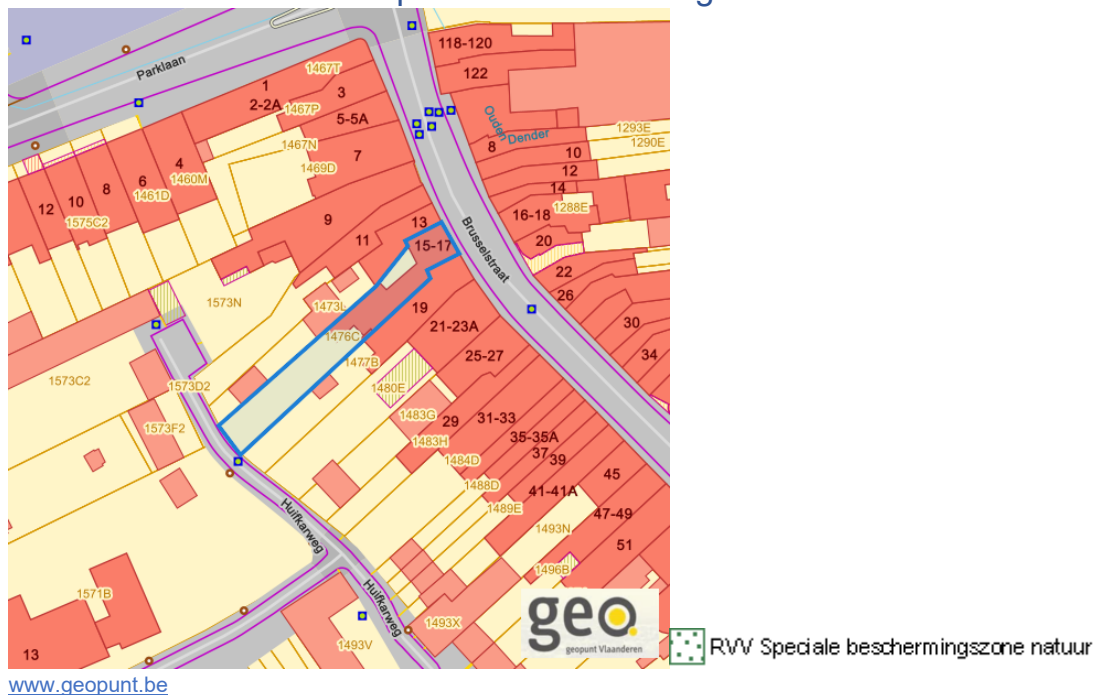 118-120
Parklaan
1467T
122
1
3
2-2A
1467P
5-5A
Ouden
Dender
1293E
8
1290E
1467N
7
10
4
1469D
12
1460M
14
6
8
1461D
16-18
1288E
10
12
1575C2
9
13
20
11
15-17
Brusselstraat
22
26
1573N
1473L
19
30
21-23A
1476C
34
25-27
1477B
1573C2
1573D2
1480E
1483G
29
31-33
1573F2
1483H
35-35A
1484D
37
39
45
1488D
41-41A
1489E
47-49
Huifkarweg
1493N
51
1496B
1571B
Huifkarweg
geo.
1493X
13
1493V
geopunt Vlaanderen
RVV Speciale beschermingszone natuur
www.geopunt.be